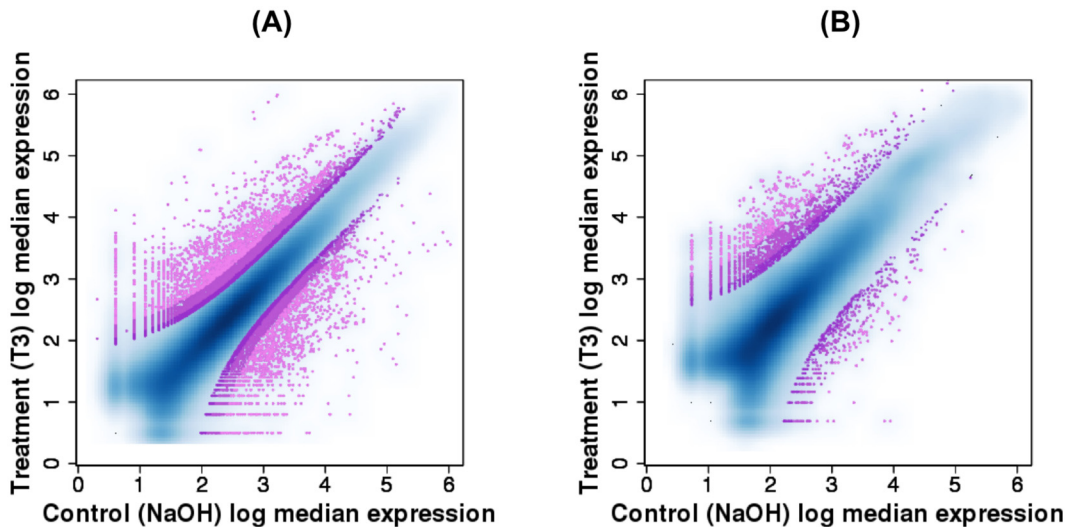 (A)
(B)
Treatment (T3) log median expression
6
5
4
3
2
1
0
0 1 2 3 4 5 6
Control (NaOH) log median expression
Treatment (T3) log median expression
6
5
4
3
2
1
0
0 1 2 3 4 5 6
Control (NaOH) log median expression